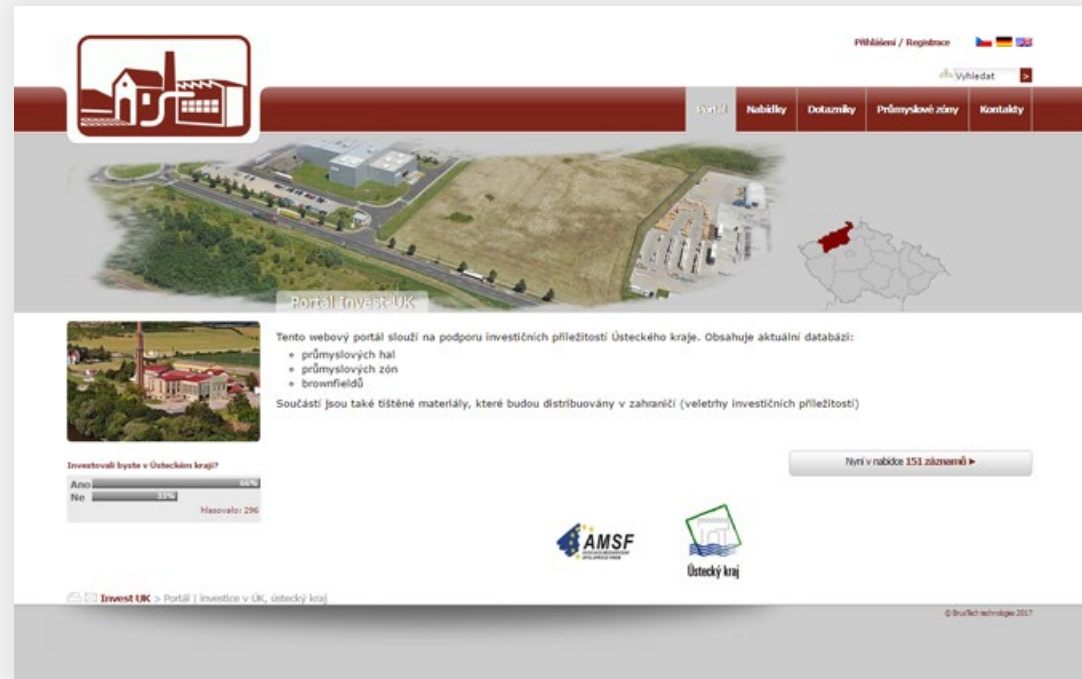 Přihlášení / Registrace
Vyhledat >
Portál Nabídky Dotazníky Průmyslové zóny Kontakty
Portál Invest-UK
Tento webový portál slouží na podporu investičních příležitostí Ústeckého kraje. Obsahuje aktuální databázi:
průmyslových hal
průmyslových zón
brownfieldů
Součástí jsou také tištěné materiály, které budou distribuovány v zahraničí (veletrhy investičních příležitostí)
Investovali byste v Ústeckém kraji?
Ano 66%
Ne 33%
hlasovalo: 296
Nyní v nabídce 151 záznamů ►
AMSF
Ústecký kraj
Invest UK > Portál | investice v ÚK, ústecký kraj
© BrusTech technologies 2017